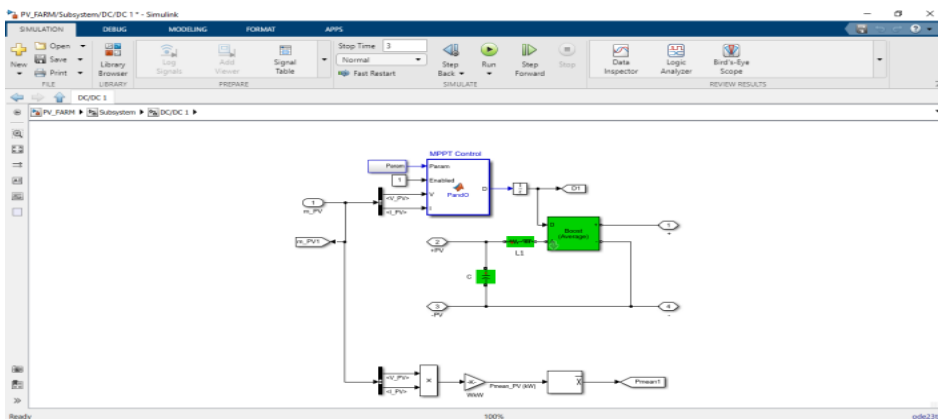 PV_FARM/Subsystem/DC/DC 1 * - Simulink
SIMULATION DEBUG MODELING FORMAT APPS
New
Open
Save
Print
FILE
Library Browser
LIBRARY
Log Signals
Add Viewer
Signal Table
PREPARE
Stop Time 3
Normal
Fast Restart
Step Back
Run
Step Forward
Stop
SIMULATE
Data Inspector
Logic Analyzer
Bird's-Eye Scope
REVIEW RESULTS
DC/DC 1
PV_FARM Subsystem DC/DC 1
MPPT Control
Param
Param
1
Enabled
V
I
PandO
D
D1
<V_PV>
<I_PV>
1
m_PV
m_PV1
2
+PV
L1
D
Boost
(Average)
1
+
C
3
-PV
4
-
<V_PV>
<I_PV>
×
-K-
WtokW
Pmean_PV (kW)
Pmean1
Ready
100%